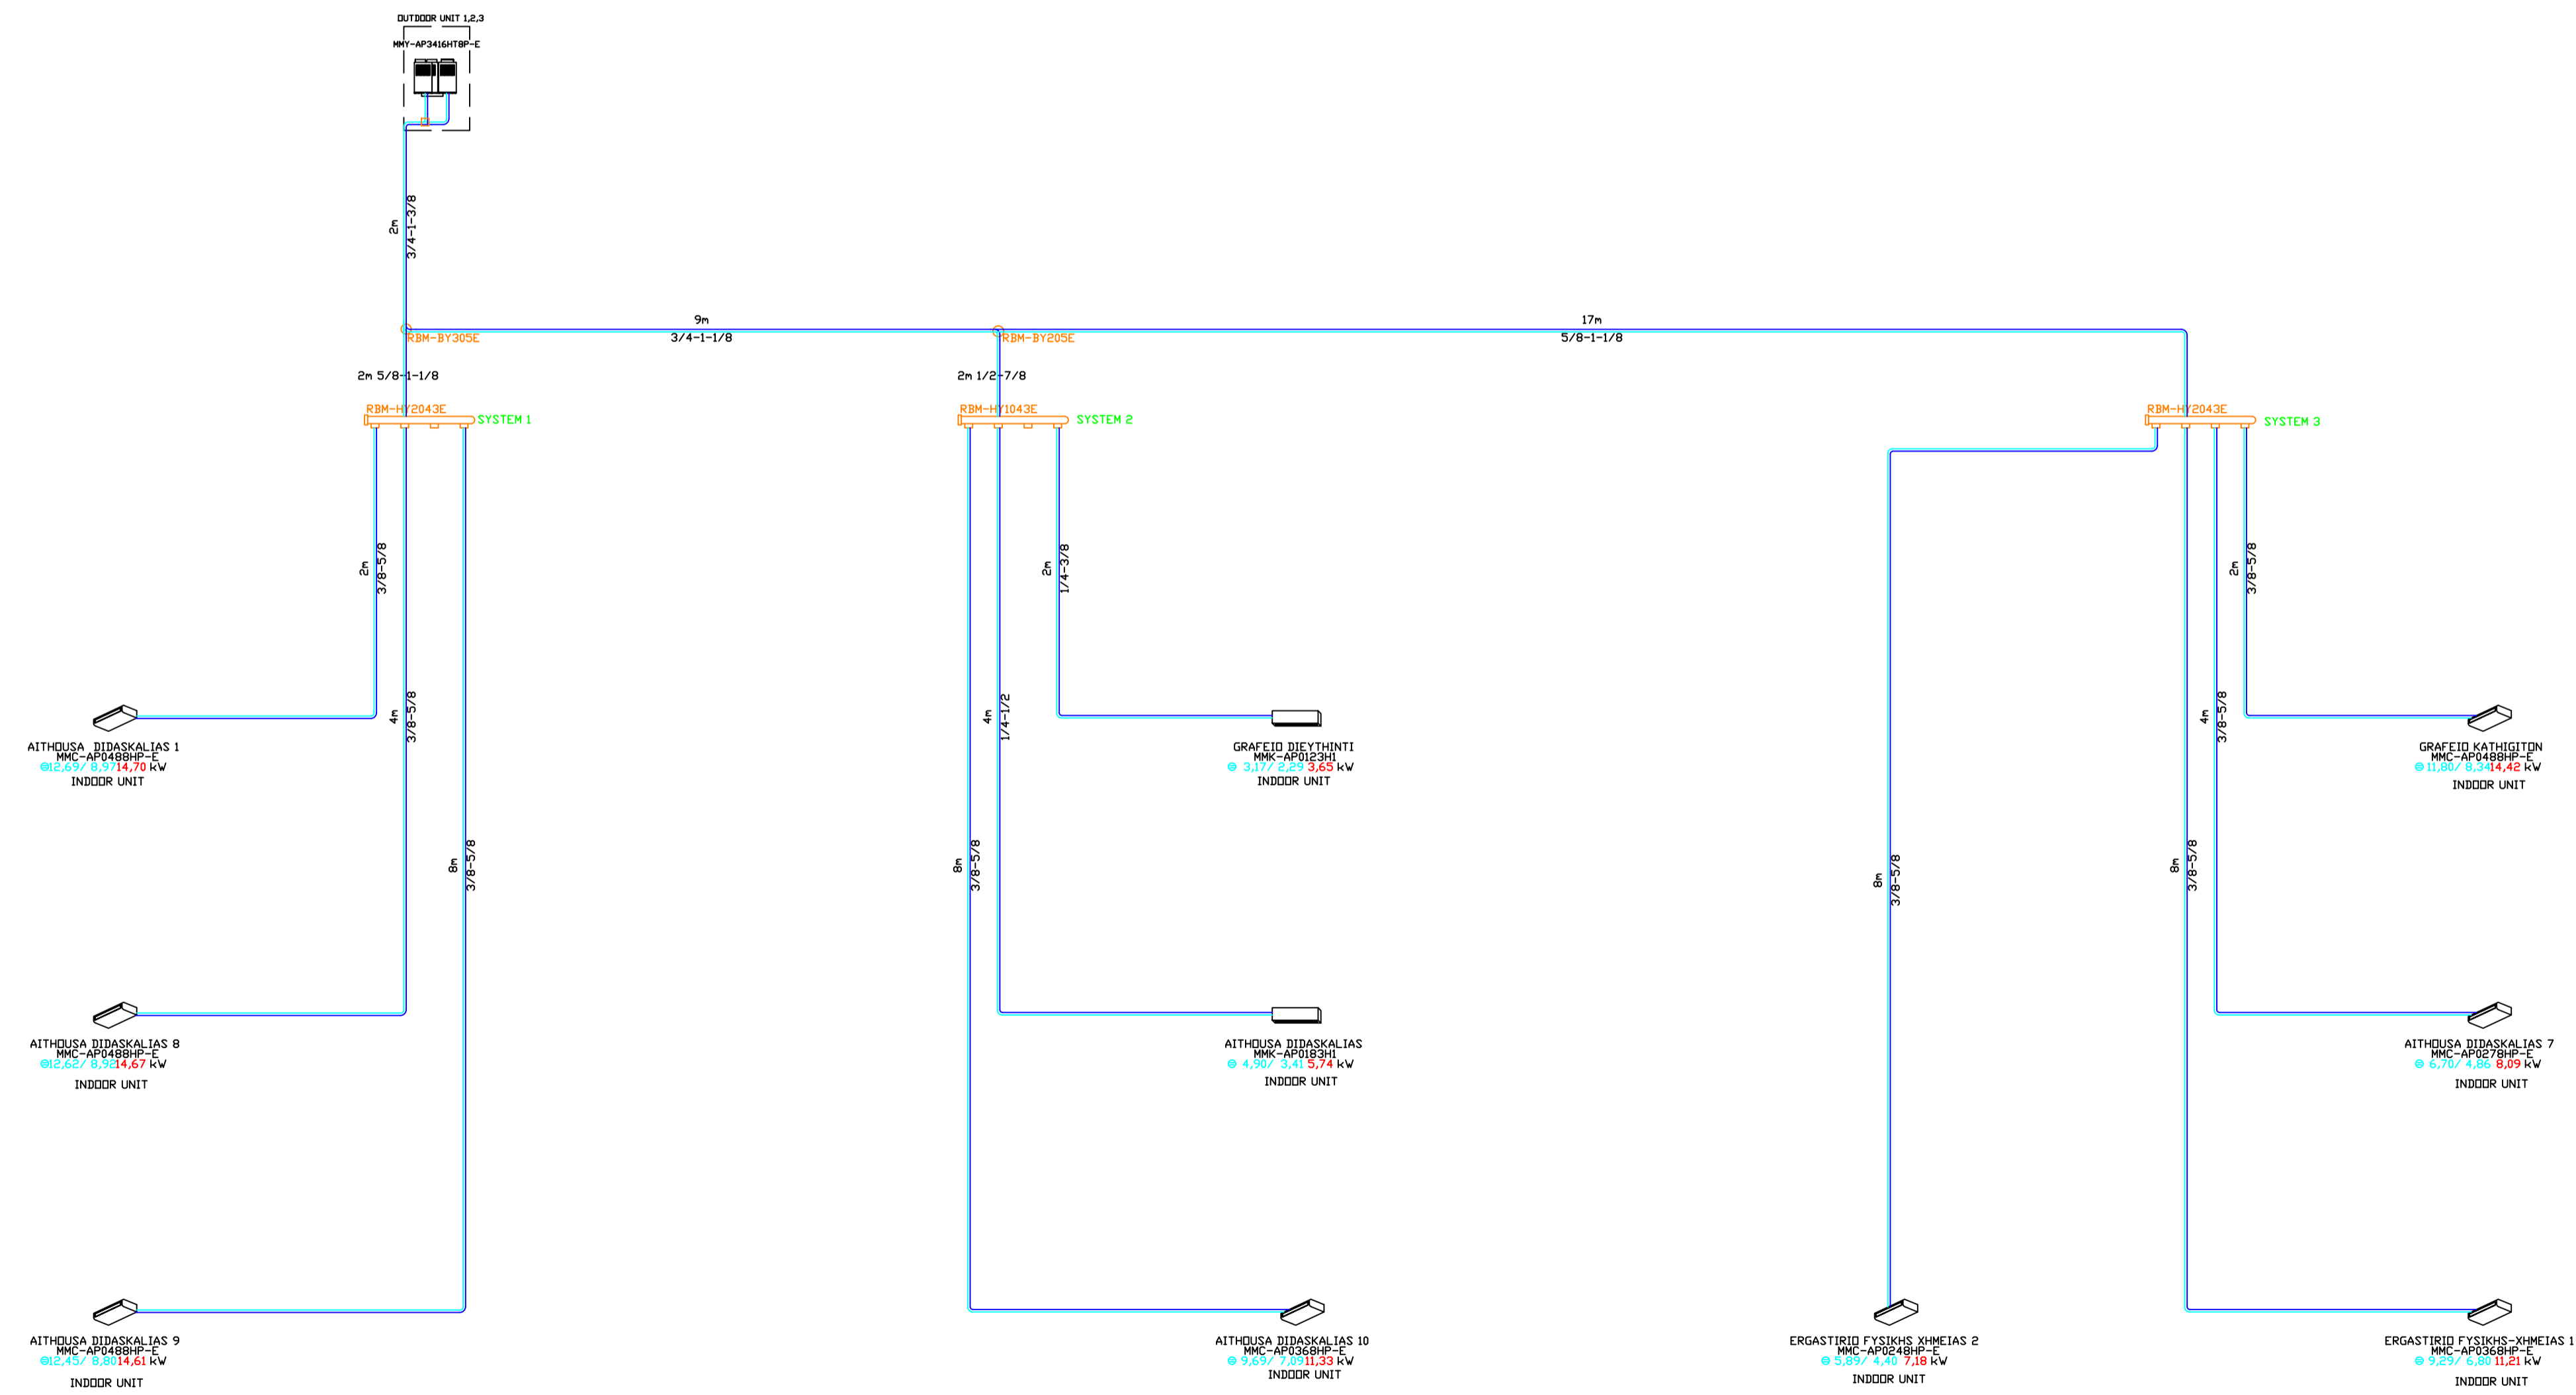 OUTDOOR UNIT 1,2,3
MMY-AP3416HT8P-E
2m
3/4-1-3/8
9m
3/4-1-1/8
17m
5/8-1-1/8
RBM-BY305E
RBM-BY205E
2m 5/8-1-1/8
2m 1/2-7/8
RBM-HY2043E
SYSTEM 1
RBM-HY1043E
SYSTEM 2
RBM-HY2043E
SYSTEM 3
2m
3/8-5/8
4m
3/8-5/8
8m
3/8-5/8
8m
3/8-5/8
4m
1/4-1/2
2m
1/4-3/8
8m
3/8-5/8
8m
3/8-5/8
4m
3/8-5/8
2m
3/8-5/8
AITHOUSA DIDASKALIAS 1
MMC-AP0488HP-E
12,69/ 8,97 14,70 kW
INDOOR UNIT
GRAFEIO DIEYTHINTI
MMK-AP0123H1
3,17/ 2,29 3,65 kW
INDOOR UNIT
GRAFEIO KATHIGITON
MMC-AP0488HP-E
11,80/ 8,34 14,42 kW
INDOOR UNIT
AITHOUSA DIDASKALIAS 8
MMC-AP0488HP-E
12,62/ 8,92 14,67 kW
INDOOR UNIT
AITHOUSA DIDASKALIAS
MMK-AP0183H1
4,90/ 3,41 5,74 kW
INDOOR UNIT
AITHOUSA DIDASKALIAS 7
MMC-AP0278HP-E
6,70/ 4,86 8,09 kW
INDOOR UNIT
AITHOUSA DIDASKALIAS 9
MMC-AP0488HP-E
12,45/ 8,80 14,61 kW
INDOOR UNIT
AITHOUSA DIDASKALIAS 10
MMC-AP0368HP-E
9,69/ 7,09 11,33 kW
INDOOR UNIT
ERGASTIRIO FYSIKHS XHMEIAS 2
MMC-AP0248HP-E
5,89/ 4,40 7,18 kW
INDOOR UNIT
ERGASTIRIO FYSIKHS-XHMEIAS 1
MMC-AP0368HP-E
9,29/ 6,80 11,21 kW
INDOOR UNIT